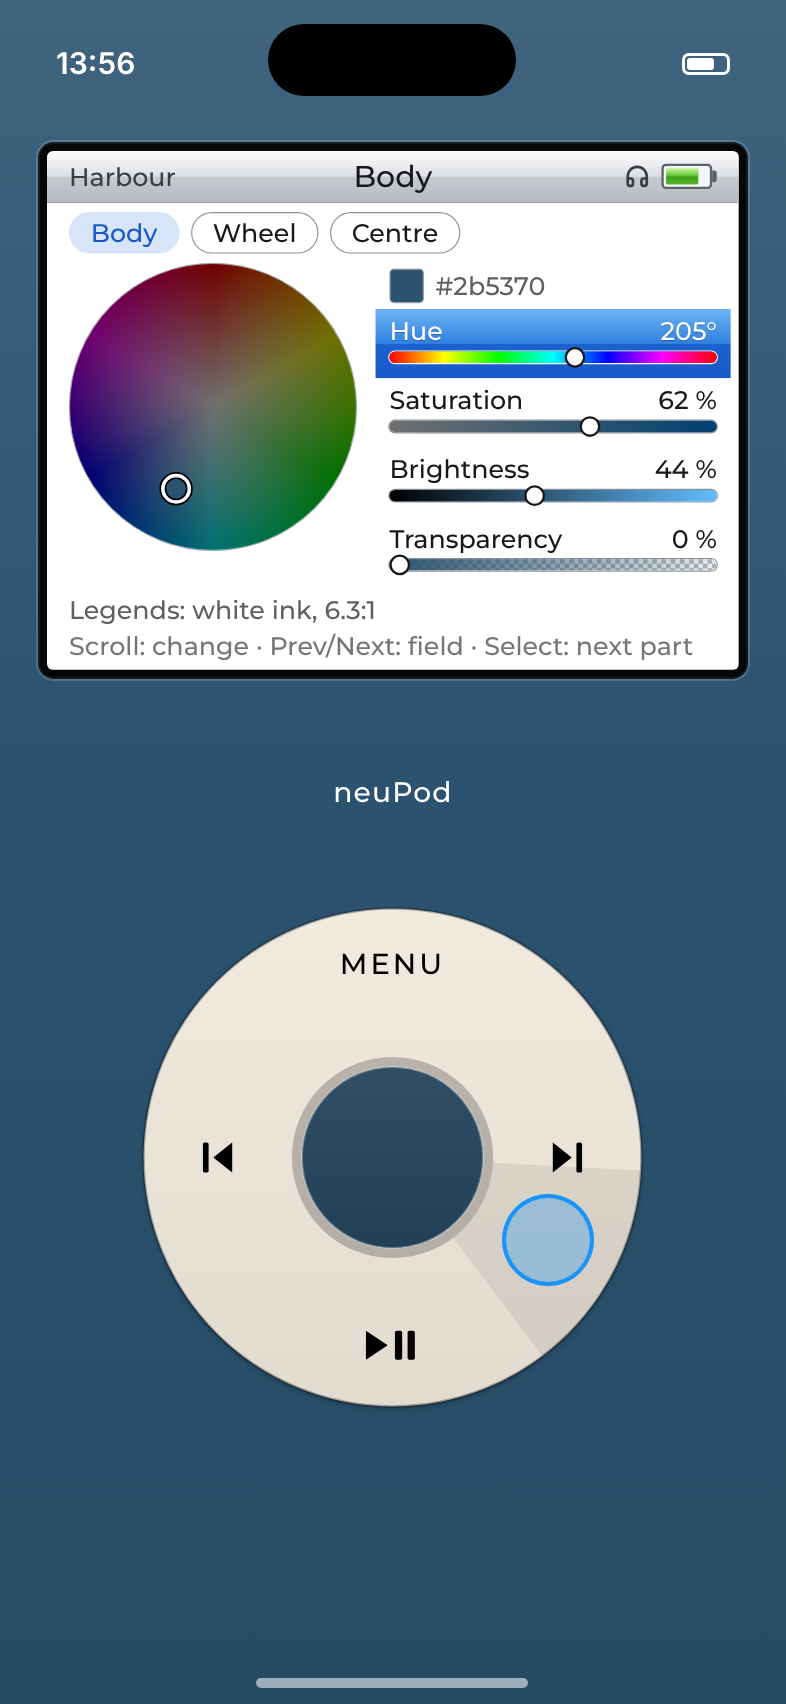 13:56
Harbour Body
Body Wheel Centre
#2b5370
Hue 205°
Saturation 62 %
Brightness 44 %
Transparency 0 %
Legends: white ink, 6.3:1
Scroll: change · Prev/Next: field · Select: next part
neuPod
MENU